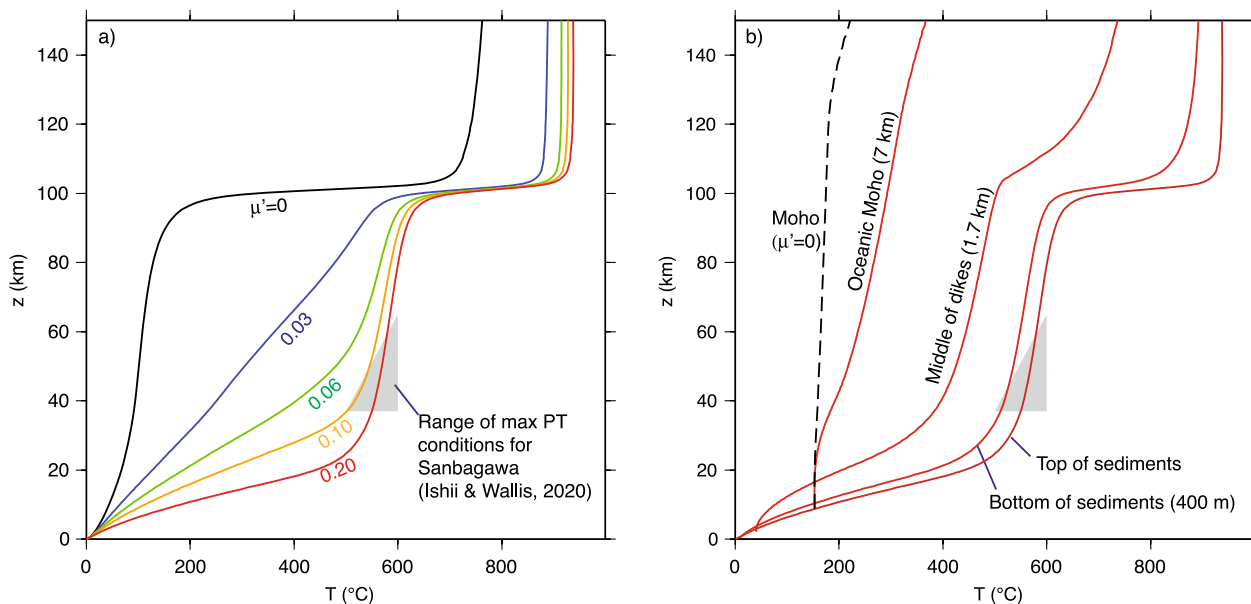 a)
140
120
100
80
60
40
20
0
z (km)
0
200
400
600
800
T (°C)
μ'=0
0.03
0.06
0.10
0.20
Range of max PT
conditions for
Sanbagawa
(Ishii & Wallis, 2020)
b)
140
120
100
80
60
40
20
0
z (km)
0
200
400
600
800
T (°C)
Moho
(μ'=0)
Oceanic Moho (7 km)
Middle of dikes (1.7 km)
Top of sediments
Bottom of sediments (400 m)